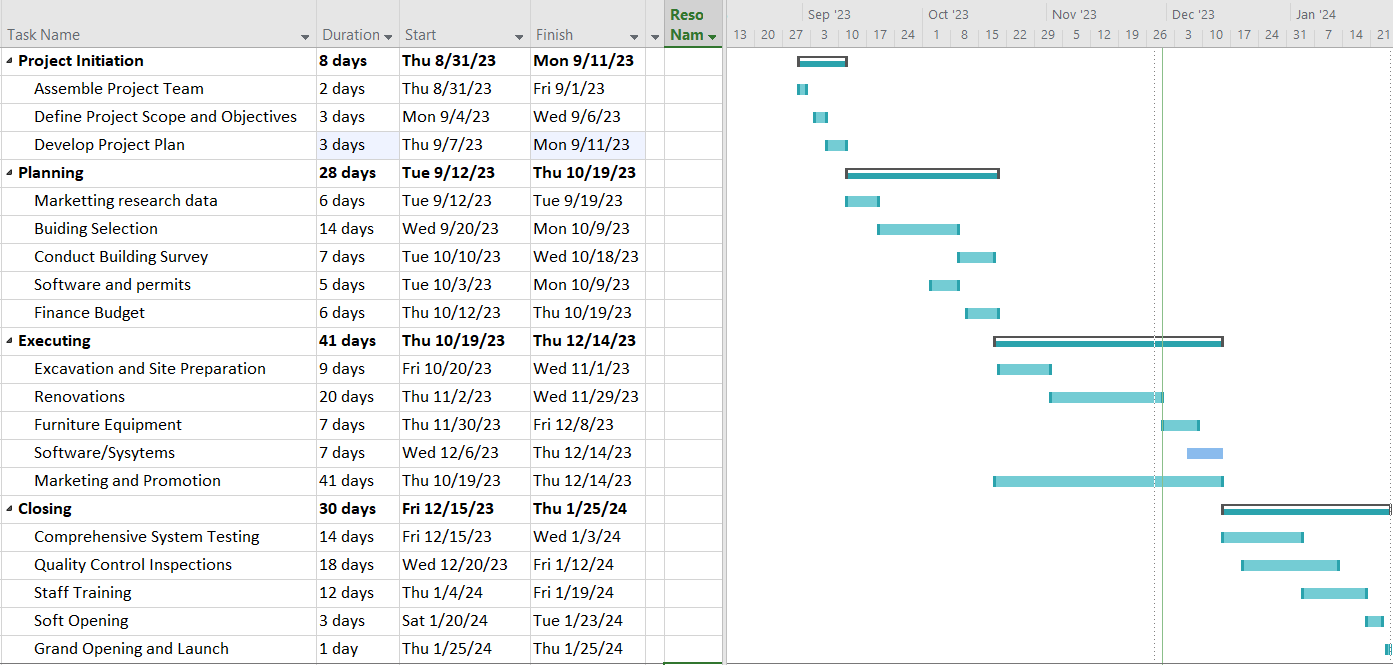 Task Name Duration Start Finish Reso Nam
Sep '23 Oct '23 Nov '23 Dec '23 Jan '24
13 20 27 3 10 17 24 1 8 15 22 29 5 12 19 26 3 10 17 24 31 7 14 21
Project Initiation 8 days Thu 8/31/23 Mon 9/11/23
Assemble Project Team 2 days Thu 8/31/23 Fri 9/1/23
Define Project Scope and Objectives 3 days Mon 9/4/23 Wed 9/6/23
Develop Project Plan 3 days Thu 9/7/23 Mon 9/11/23
Planning 28 days Tue 9/12/23 Thu 10/19/23
Marketting research data 6 days Tue 9/12/23 Tue 9/19/23
Buiding Selection 14 days Wed 9/20/23 Mon 10/9/23
Conduct Building Survey 7 days Tue 10/10/23 Wed 10/18/23
Software and permits 5 days Tue 10/3/23 Mon 10/9/23
Finance Budget 6 days Thu 10/12/23 Thu 10/19/23
Executing 41 days Thu 10/19/23 Thu 12/14/23
Excavation and Site Preparation 9 days Fri 10/20/23 Wed 11/1/23
Renovations 20 days Thu 11/2/23 Wed 11/29/23
Furniture Equipment 7 days Thu 11/30/23 Fri 12/8/23
Software/Sysytems 7 days Wed 12/6/23 Thu 12/14/23
Marketing and Promotion 41 days Thu 10/19/23 Thu 12/14/23
Closing 30 days Fri 12/15/23 Thu 1/25/24
Comprehensive System Testing 14 days Fri 12/15/23 Wed 1/3/24
Quality Control Inspections 18 days Wed 12/20/23 Fri 1/12/24
Staff Training 12 days Thu 1/4/24 Fri 1/19/24
Soft Opening 3 days Sat 1/20/24 Tue 1/23/24
Grand Opening and Launch 1 day Thu 1/25/24 Thu 1/25/24